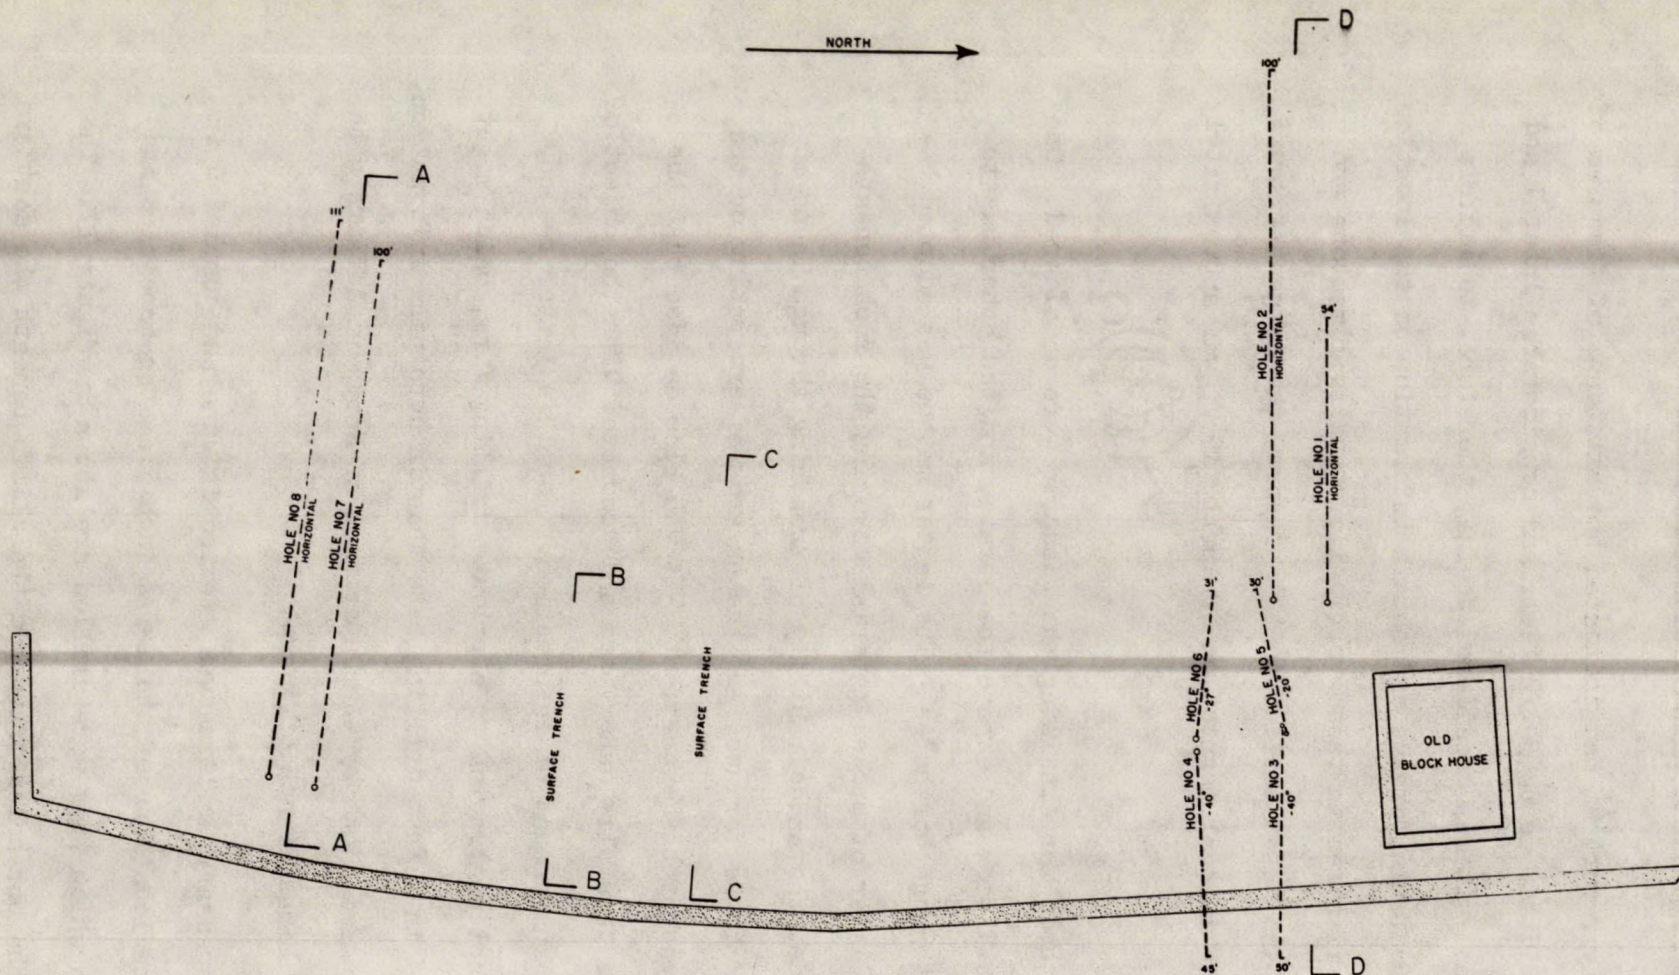 NORTH
D
100'
A
111'
100'
54'
HOLE NO 2
HORIZONTAL
HOLE NO 1
HORIZONTAL
C
HOLE NO 8
HORIZONTAL
HOLE NO 7
HORIZONTAL
B
31'
30'
SURFACE TRENCH
SURFACE TRENCH
HOLE NO 6
-27°
HOLE NO 5
-20°
OLD
BLOCK HOUSE
HOLE NO 4
-40°
HOLE NO 3
-40°
A
B
C
45'
50'
D